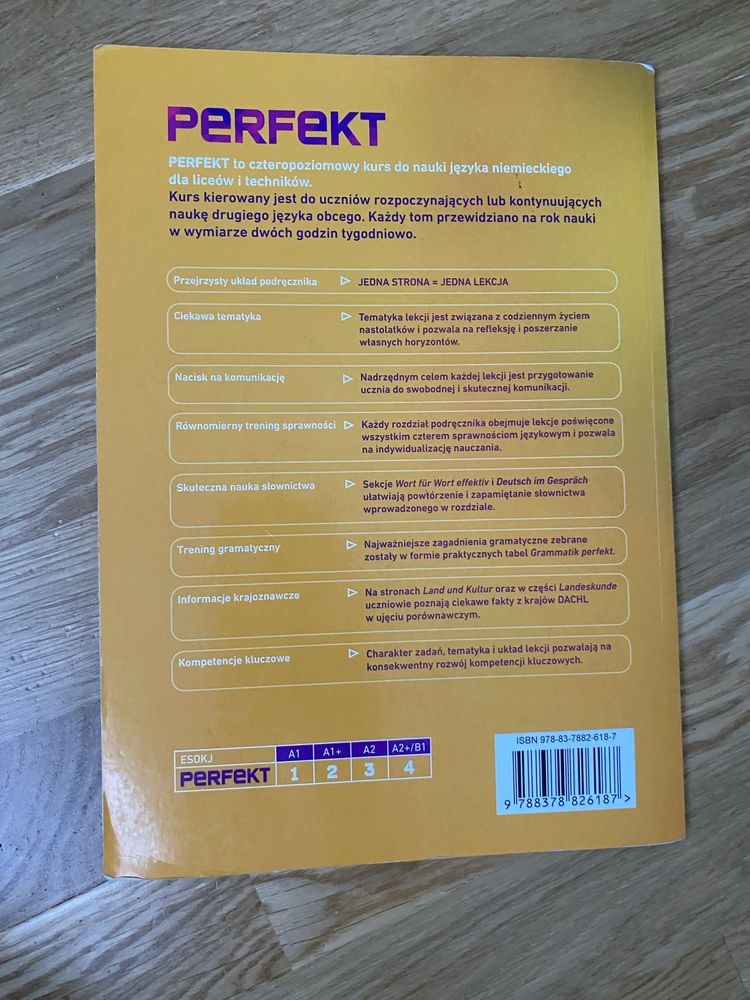 PERFEKT
PERFEKT to czteropoziomowy kurs do nauki języka niemieckiego
dla liceów i techników.
Kurs kierowany jest do uczniów rozpoczynających lub kontynuujących
naukę drugiego języka obcego. Każdy tom przewidziano na rok nauki
w wymiarze dwóch godzin tygodniowo.
Przejrzysty układ podręcznika ▷ JEDNA STRONA = JEDNA LEKCJA
Ciekawa tematyka ▷ Tematyka lekcji jest związana z codziennym życiem
nastolatków i pozwala na refleksję i poszerzanie
własnych horyzontów.
Nacisk na komunikację ▷ Nadrzędnym celem każdej lekcji jest przygotowanie
ucznia do swobodnej i skutecznej komunikacji.
Równomierny trening sprawności ▷ Każdy rozdział podręcznika obejmuje lekcje poświęcone
wszystkim czterem sprawnościom językowym i pozwala
na indywidualizację nauczania.
Skuteczna nauka słownictwa ▷ Sekcje Wort für Wort effektiv i Deutsch im Gespräch
ułatwiają powtórzenie i zapamiętanie słownictwa
wprowadzonego w rozdziale.
Trening gramatyczny ▷ Najważniejsze zagadnienia gramatyczne zebrane
zostały w formie praktycznych tabel Grammatik perfekt.
Informacje krajoznawcze ▷ Na stronach Land und Kultur oraz w części Landeskunde
uczniowie poznają ciekawe fakty z krajów DACHL
w ujęciu porównawczym.
Kompetencje kluczowe ▷ Charakter zadań, tematyka i układ lekcji pozwalają na
konsekwentny rozwój kompetencji kluczowych.
ESOKJ A1 A1+ A2 A2+/B1
PERFEKT 1 2 3 4
ISBN 978-83-7882-618-7
9 788378 826187 >